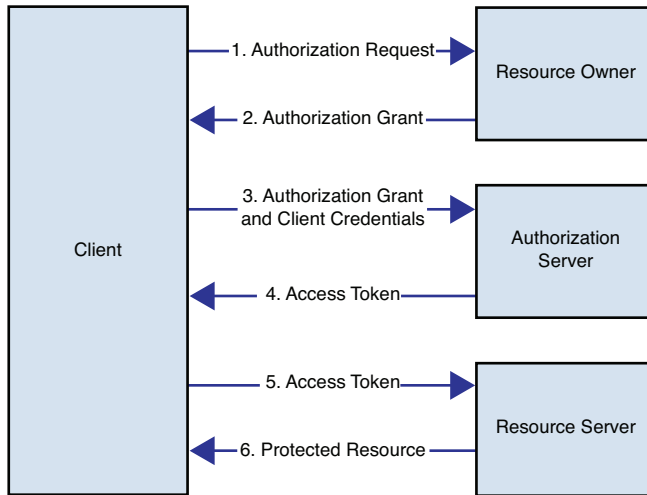 1. Authorization Request
Resource Owner
2. Authorization Grant
3. Authorization Grant
and Client Credentials
Client
Authorization
Server
4. Access Token
5. Access Token
Resource Server
6. Protected Resource